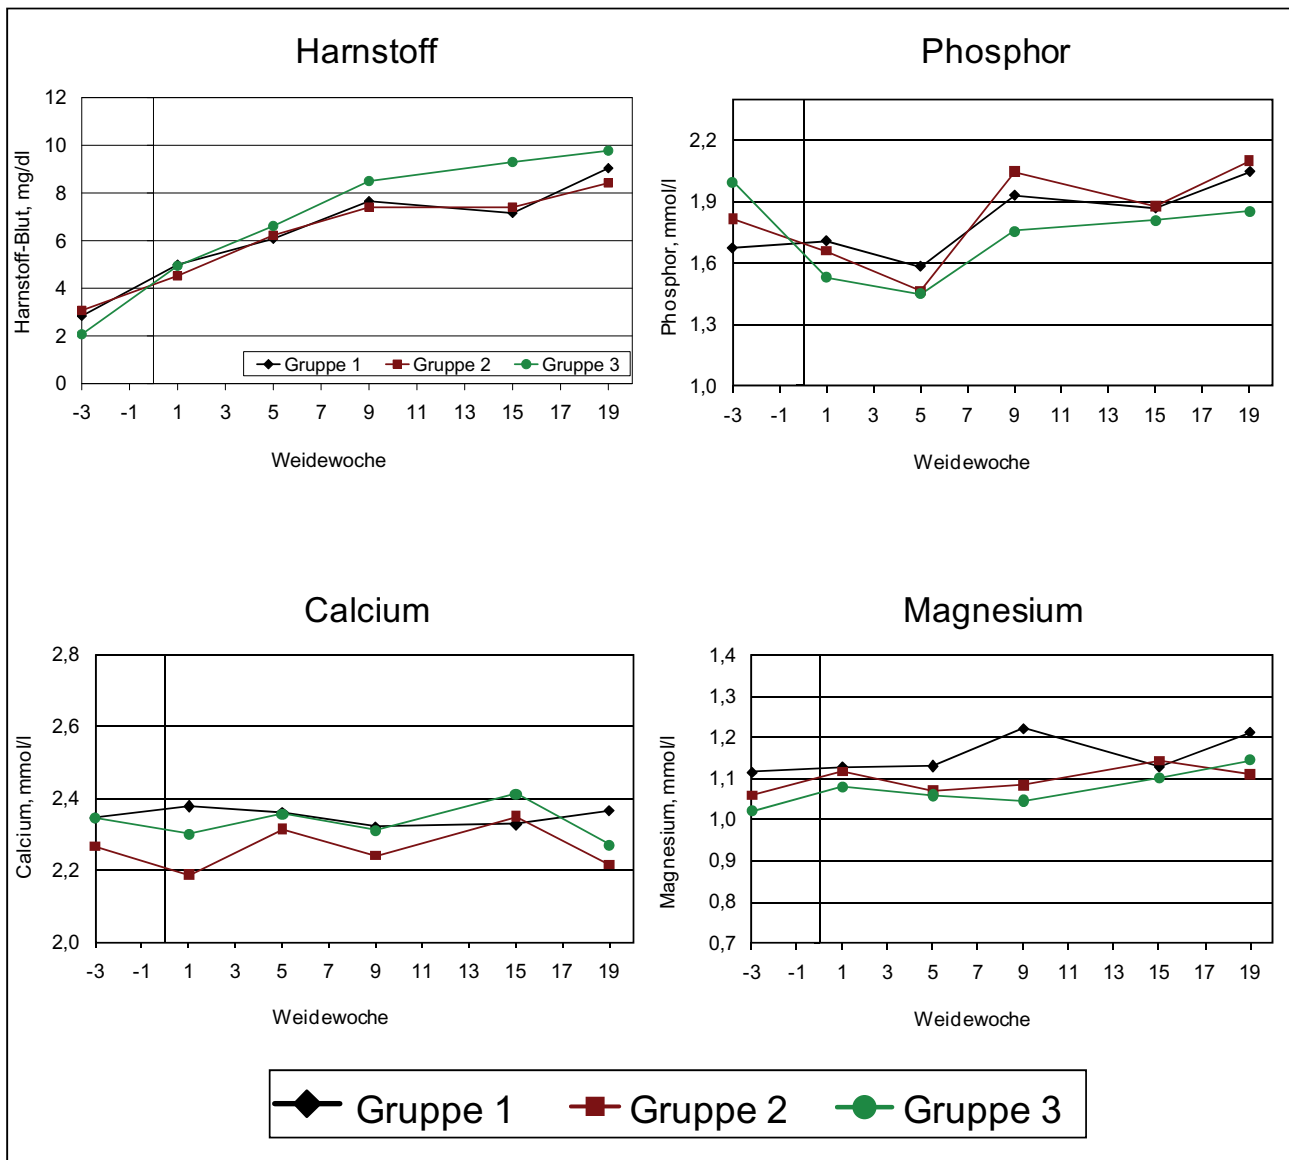 Harnstoff
Harnstoff-Blut, mg/dl
12
10
8
6
4
2
0
Gruppe 1 Gruppe 2 Gruppe 3
-3 -1 1 3 5 7 9 11 13 15 17 19
Weidewoche
Phosphor
Phosphor, mmol/l
2,2
1,9
1,6
1,3
1,0
-3 -1 1 3 5 7 9 11 13 15 17 19
Weidewoche
Calcium
Calcium, mmol/l
2,8
2,6
2,4
2,2
2,0
-3 -1 1 3 5 7 9 11 13 15 17 19
Weidewoche
Magnesium
Magnesium, mmol/l
1,4
1,3
1,2
1,1
1,0
0,9
0,8
0,7
-3 -1 1 3 5 7 9 11 13 15 17 19
Weidewoche
Gruppe 1 Gruppe 2 Gruppe 3